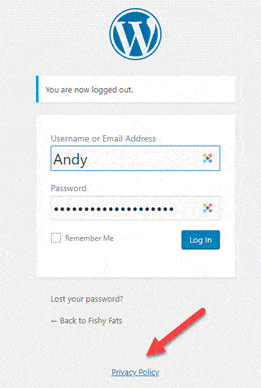 You are now logged out.
Username or Email Address
Andy
Password
Remember Me
Log In
Lost your password?
← Back to Fishy Fats
Privacy Policy